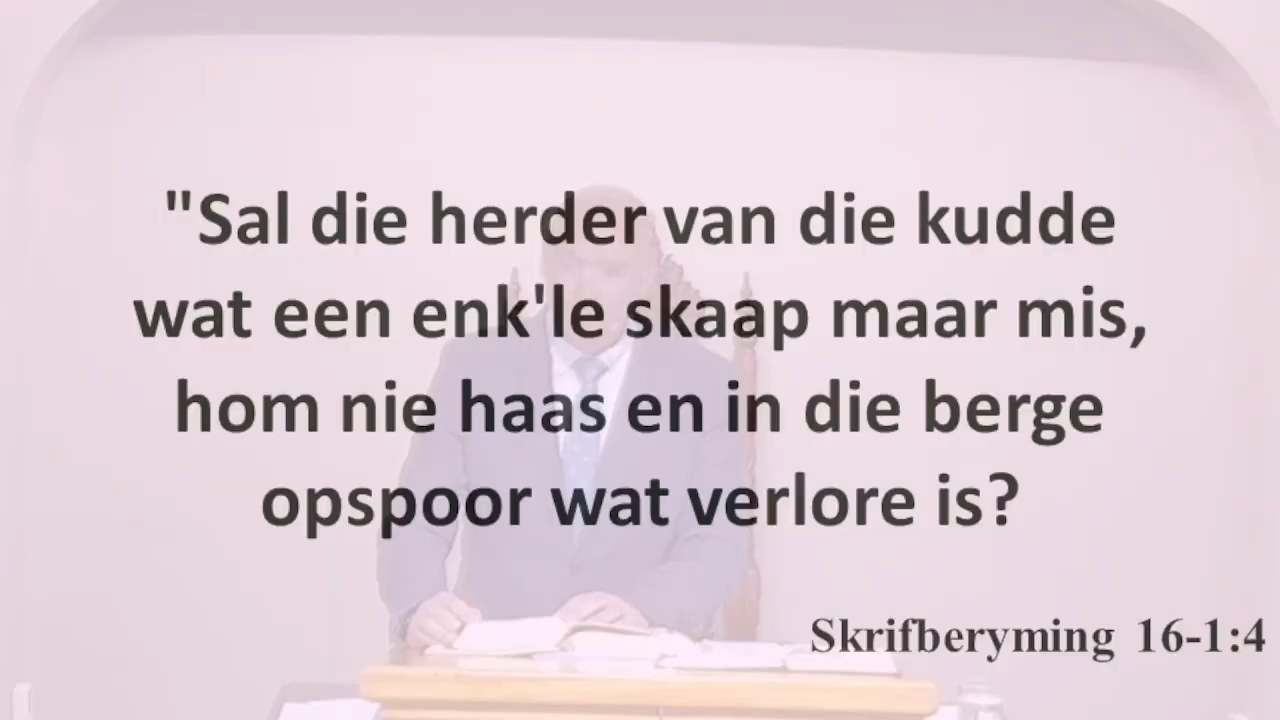 "Sal die herder van die kudde
wat een enk'le skaap maar mis,
hom nie haas en in die berge
opspoor wat verlore is?
Skrifberyming 16-1:4